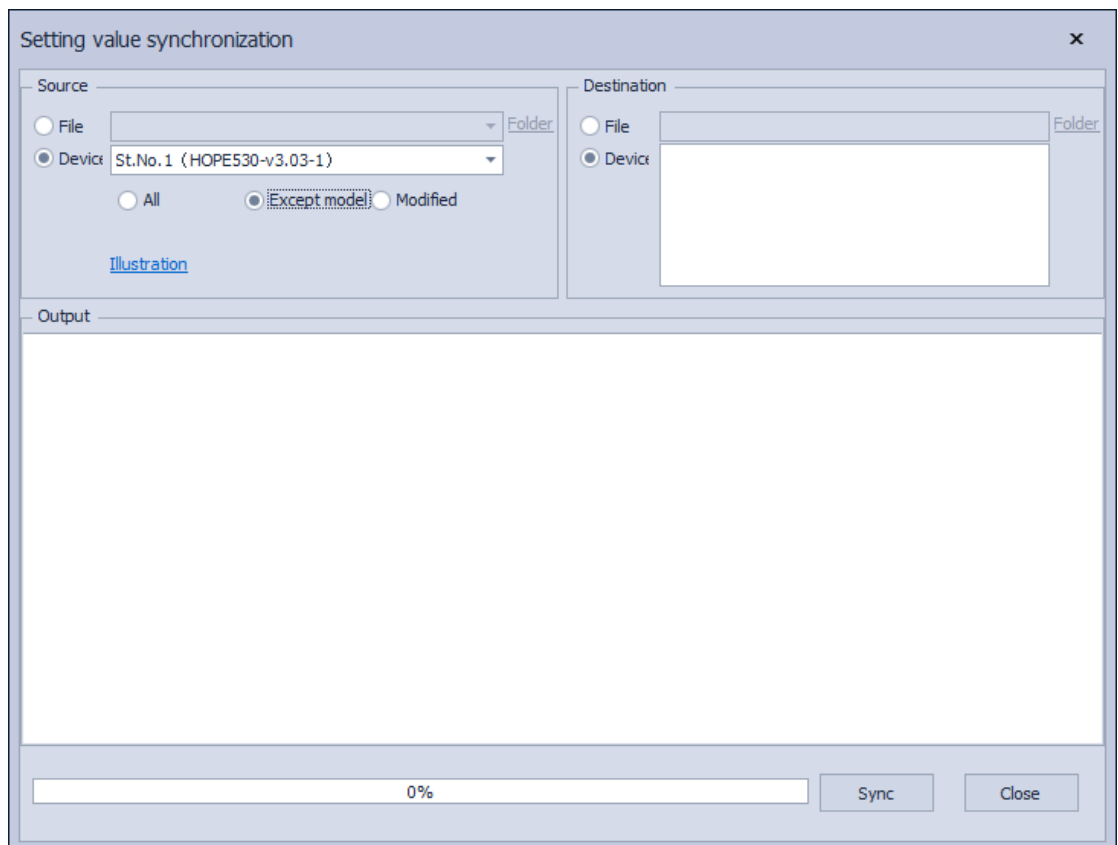 Setting value synchronization
Source
File
Folder
Device
St.No.1 (HOPE530-v3.03-1)
All
Except model
Modified
Illustration
Destination
File
Folder
Device
Output
0%
Sync
Close